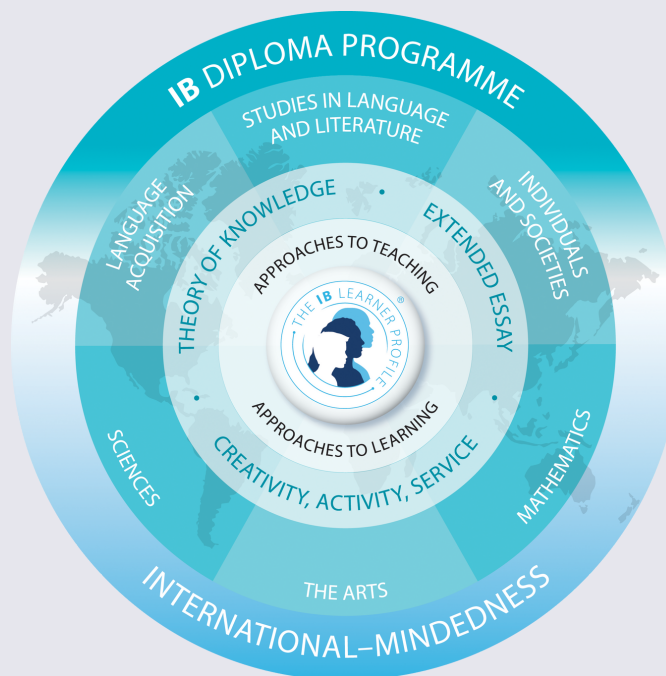 IB DIPLOMA PROGRAMME
STUDIES IN LANGUAGE
AND LITERATURE
LANGUAGE
ACQUISITION
INDIVIDUALS
AND SOCIETIES
THEORY OF KNOWLEDGE
•
EXTENDED ESSAY
APPROACHES TO TEACHING
THE IB LEARNER PROFILE
®
APPROACHES TO LEARNING
•
CREATIVITY, ACTIVITY, SERVICE
•
SCIENCES
MATHEMATICS
THE ARTS
INTERNATIONAL–MINDEDNESS